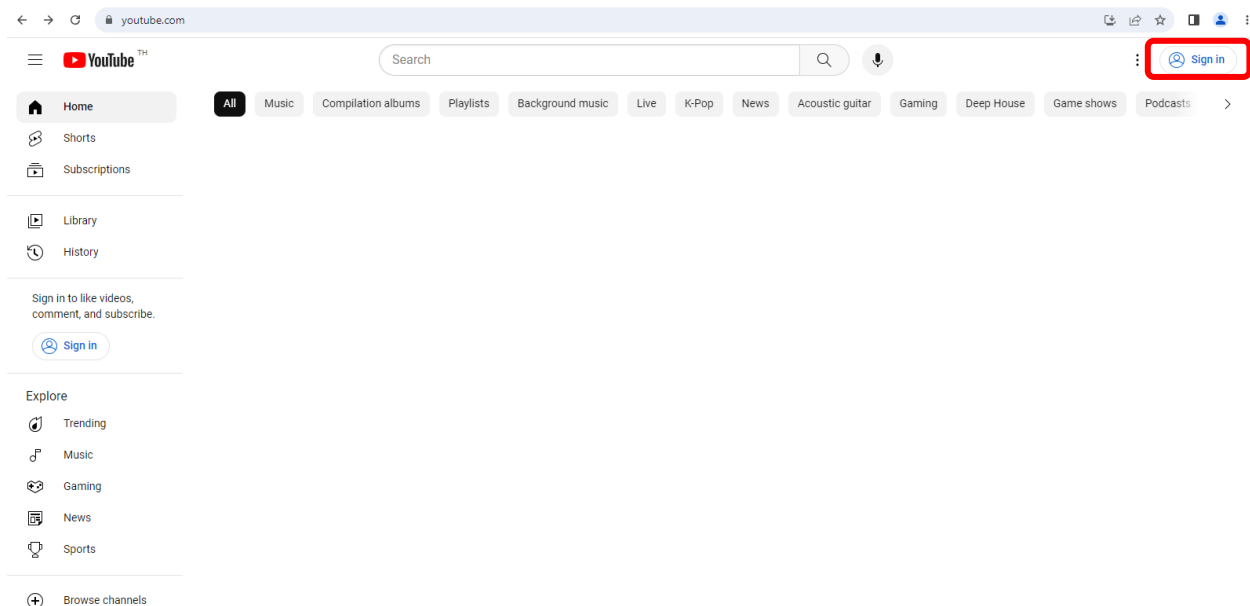 youtube.com
YouTube TH
Search
Sign in
Home
All Music Compilation albums Playlists Background music Live K-Pop News Acoustic guitar Gaming Deep House Game shows Podcasts
Shorts
Subscriptions
Library
History
Sign in to like videos,
comment, and subscribe.
Sign in
Explore
Trending
Music
Gaming
News
Sports
Browse channels